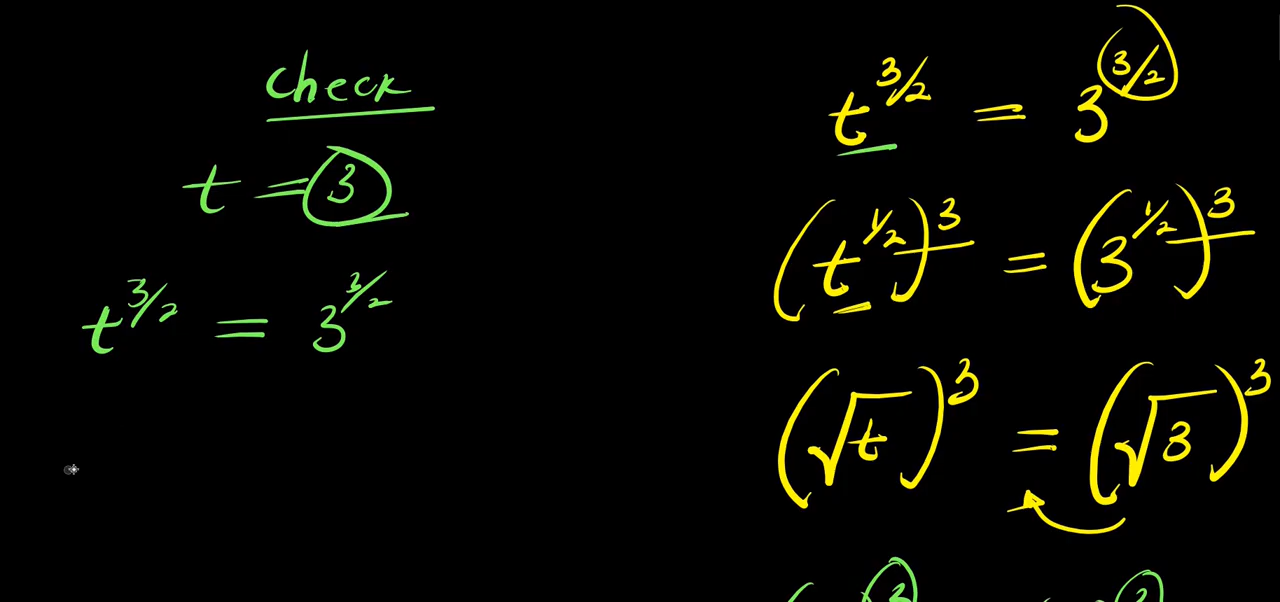 check
t = 3
t^{3/2} = 3^{3/2}
t^{3/2} = 3^{3/2}
(t^{1/2})^3 = (3^{1/2})^3
(√t)^3 = (√3)^3